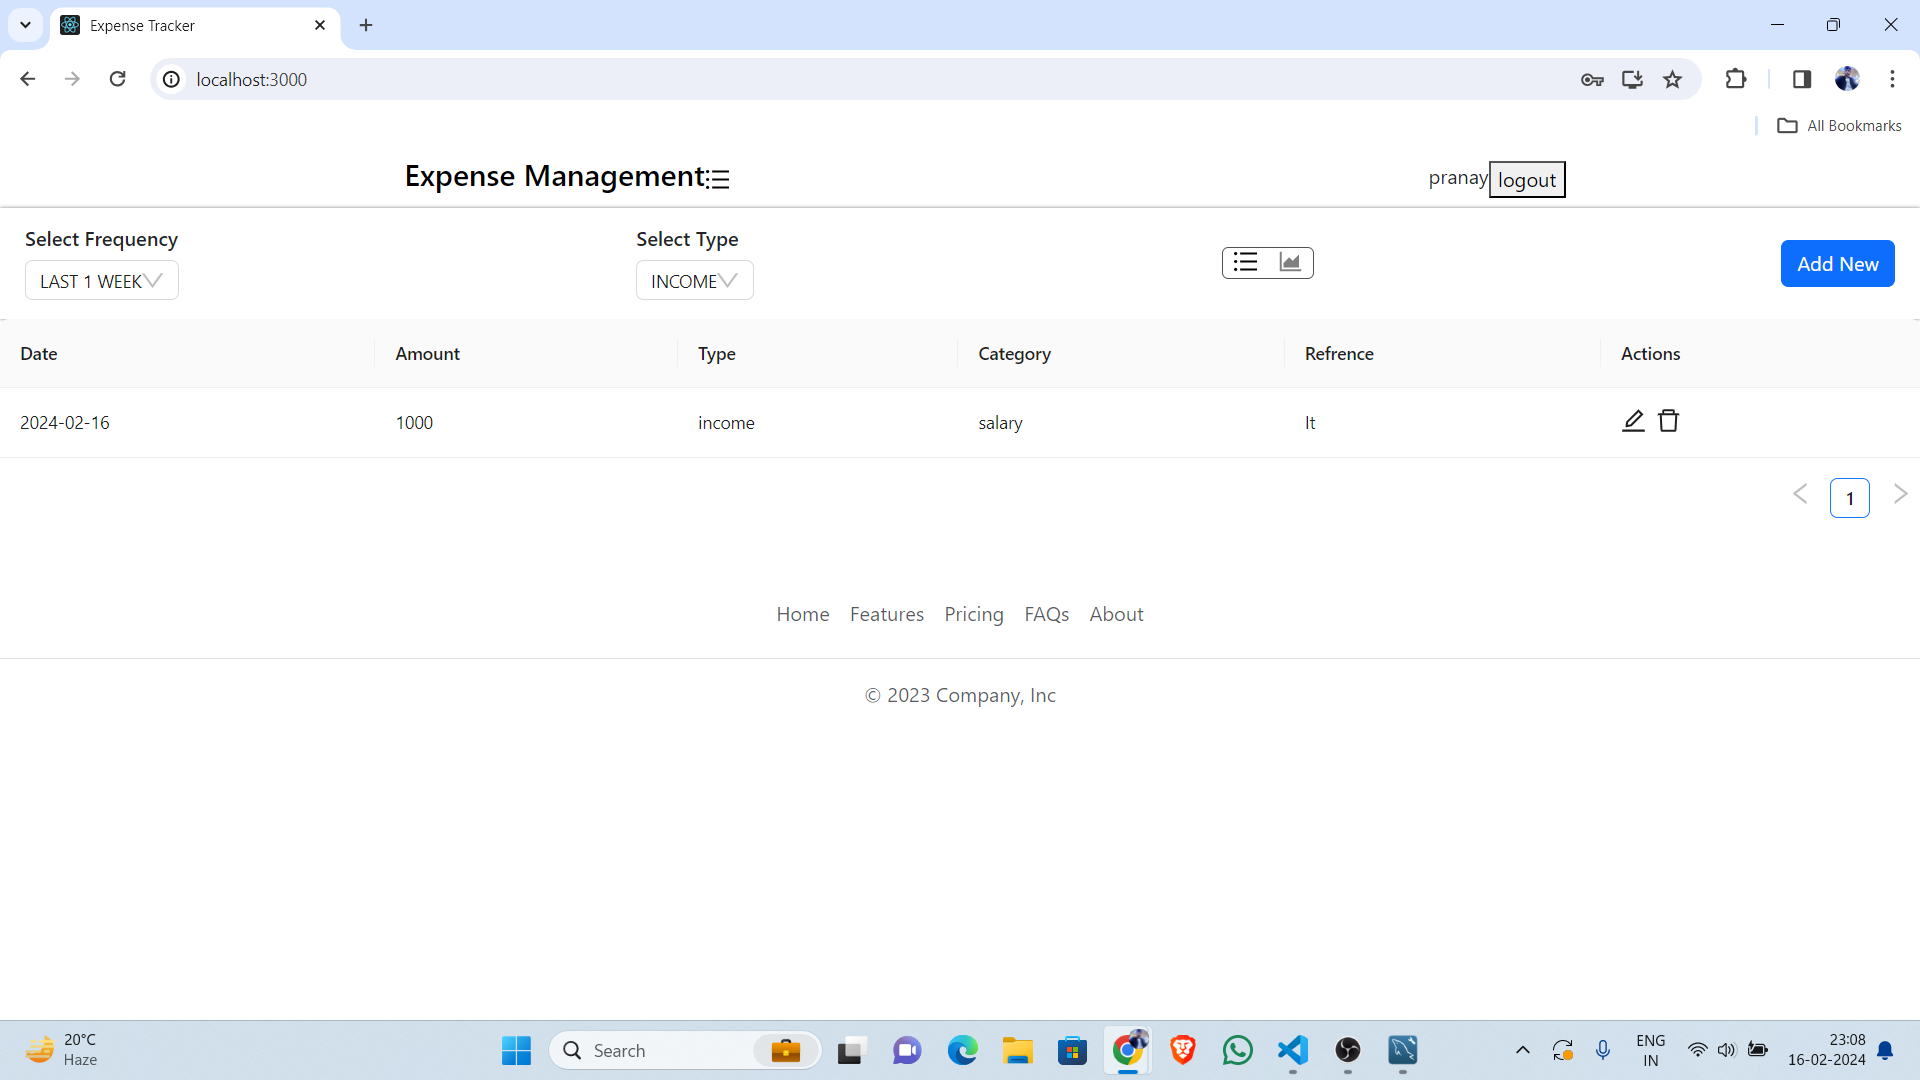 Expense Tracker
localhost:3000
All Bookmarks
Expense Management
pranay logout
Select Frequency
LAST 1 WEEK
Select Type
INCOME
Add New
Date Amount Type Category Refrence Actions
2024-02-16 1000 income salary It
1
Home Features Pricing FAQs About
© 2023 Company, Inc
20°C
Haze
Search
ENG
IN
23:08
16-02-2024